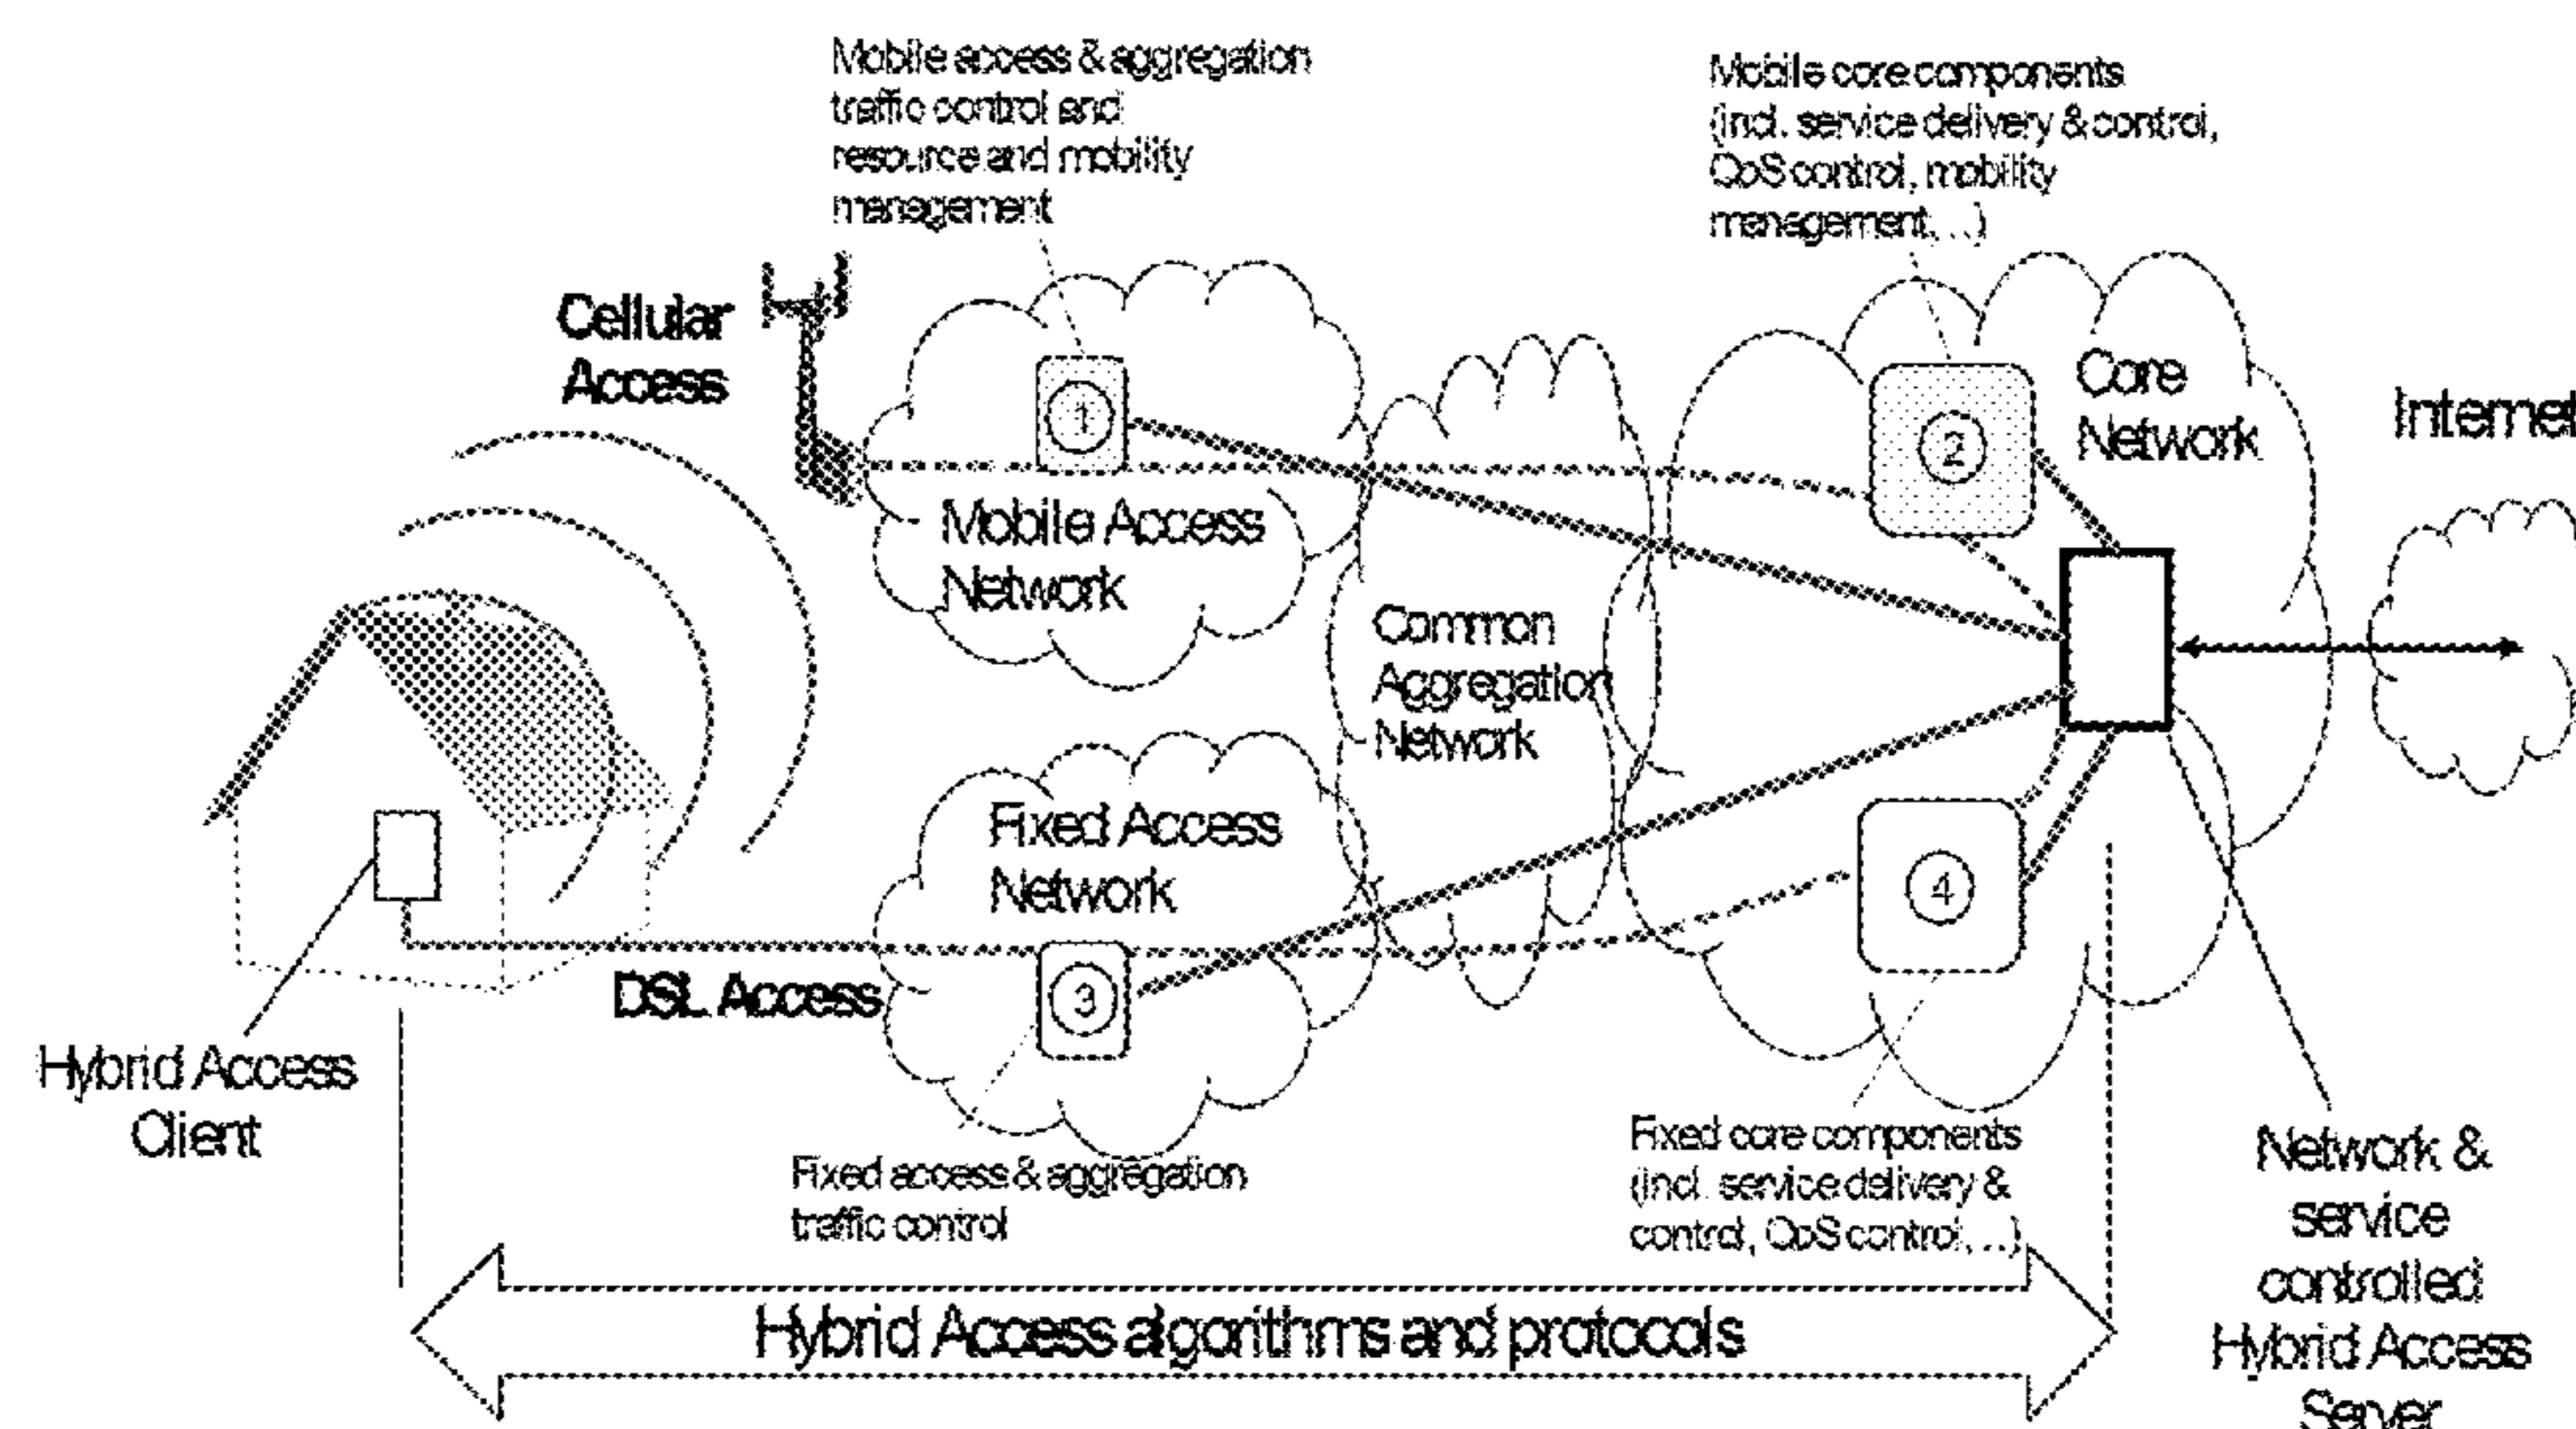 Mobile access & aggregation
traffic control and
resource and mobility
management
Mobile core components
(incl. service delivery & control,
QoS control, mobility
management...)
Cellular
Access
1
2
Core
Network
Internet
Mobile Access
Network
Common
Aggregation
Network
Fixed Access
Network
4
DSL Access
3
Hybrid Access
Client
Fixed access & aggregation
traffic control
Fixed core components
(incl. service delivery &
control, QoS control, ...)
Network &
service
controlled
Hybrid Access
Server
Hybrid Access algorithms and protocols